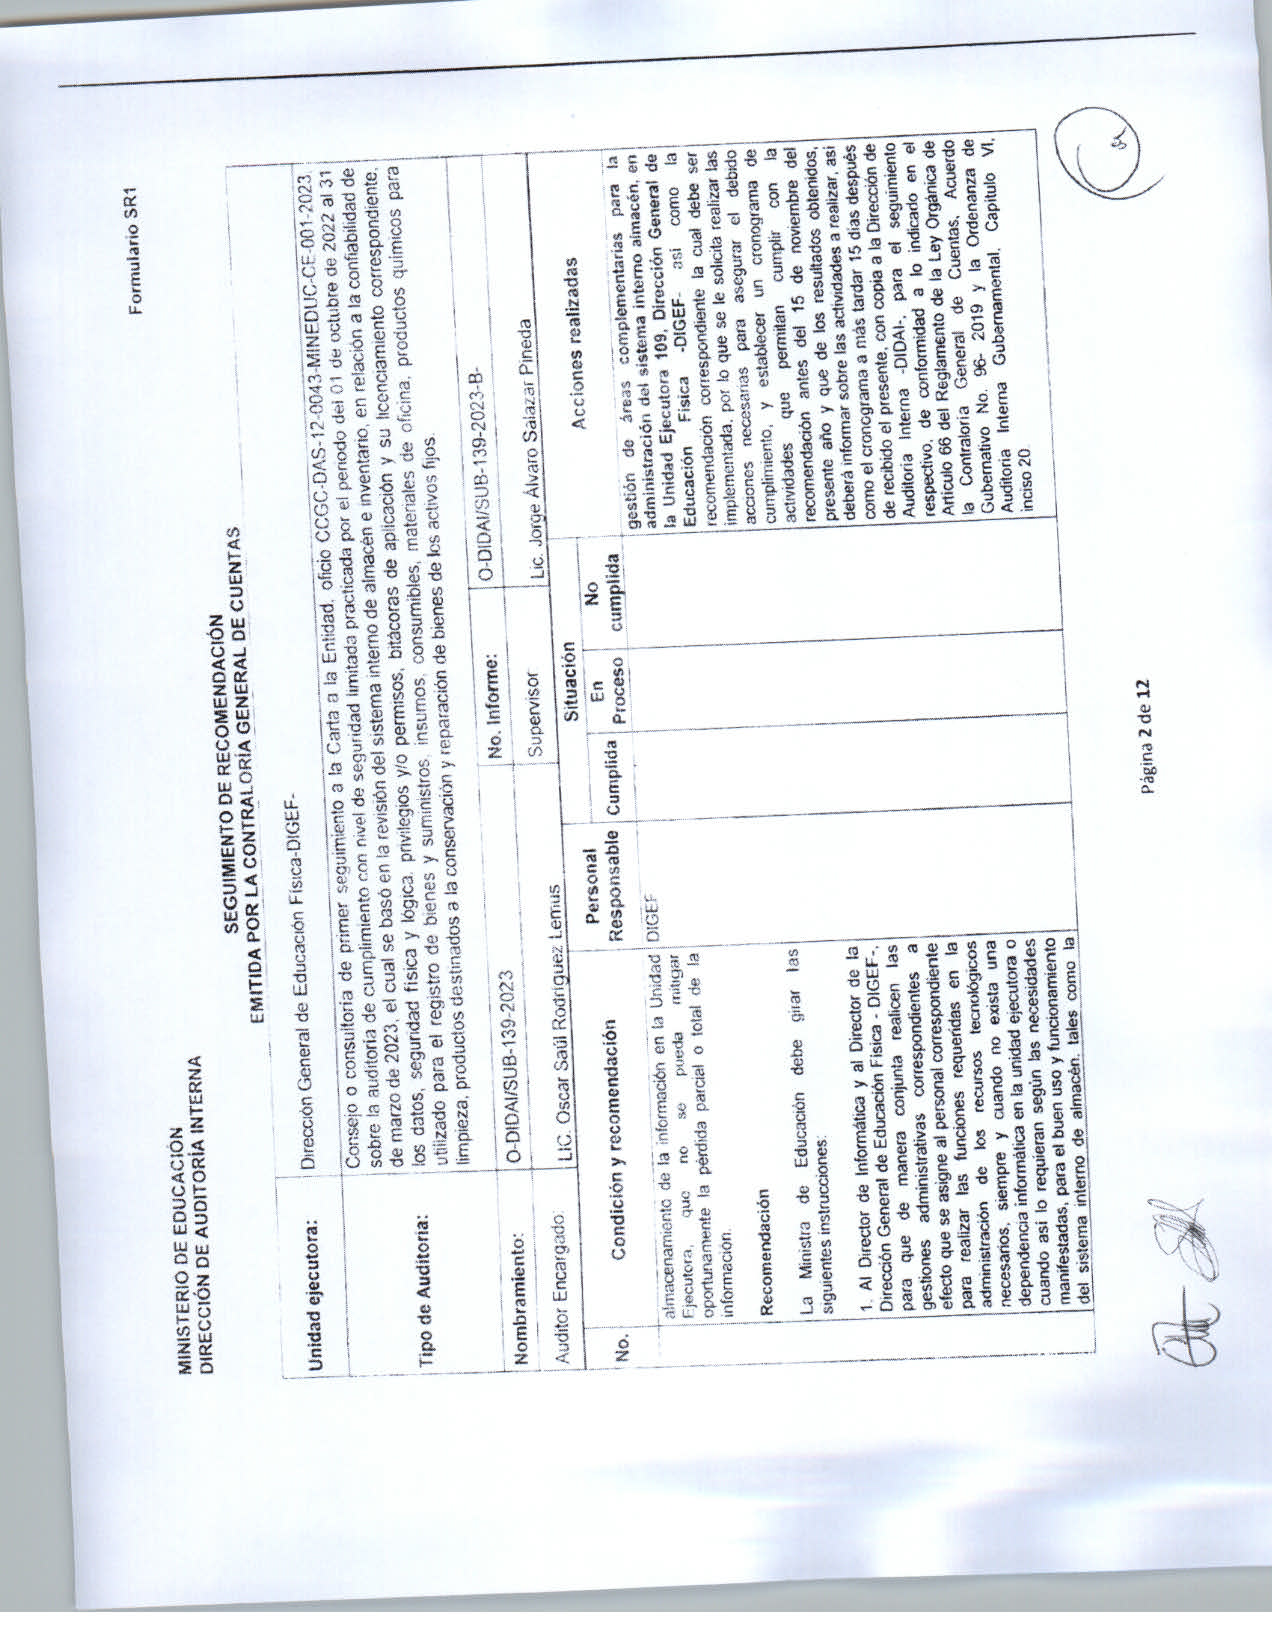 Formulario SR1
MINISTERIO DE EDUCACIÓN
DIRECCIÓN DE AUDITORÍA INTERNA
SEGUIMIENTO DE RECOMENDACIÓN
EMITIDA POR LA CONTRALORÍA GENERAL DE CUENTAS
Unidad ejecutora:
Dirección General de Educación Física-DIGEF-
Tipo de Auditoria:
Consejo o consultoria de primer seguimiento a la Carta a la Entidad, oficio CCGC-DAS-12-0043-MINEDUC-CE-001-2023,
sobre la auditoria de cumplimiento con nivel de seguridad limitada practicada por el periodo del 01 de octubre de 2022 al 31
de marzo de 2023, el cual se basó en la revisión del sistema interno de almacén e inventario, en relación a la confiabilidad de
los datos, seguridad física y lógica, privilegios y/o permisos, bitácoras de aplicación y su licenciamiento correspondiente,
utilizado para el registro de bienes y suministros, insumos, consumibles, materiales de oficina, productos químicos para
limpieza, productos destinados a la conservación y reparación de bienes de los activos fijos.
Nombramiento:
O-DIDAI/SUB-139-2023
No. Informe:
O-DIDAI/SUB-139-2023-B-
Auditor Encargado:
LIC. Oscar Saúl Rodríguez Lemus
Supervisor
Lic. Jorge Álvaro Salazar Pineda
No.
Condición y recomendación
Personal
Responsable
Situación
Cumplida
En
Proceso
No
cumplida
Acciones realizadas
almacenamiento de la información en la Unidad
Ejecutora, que no se pueda mitigar
oportunamente la pérdida parcial o total de la
información.
Recomendación
La Ministra de Educación debe girar las
siguientes instrucciones:
1. Al Director de Informática y al Director de la
Dirección General de Educación Física - DIGEF-,
para que de manera conjunta realicen las
gestiones administrativas correspondientes a
efecto que se asigne al personal correspondiente
para realizar las funciones requeridas en la
administración de los recursos tecnológicos
necesarios, siempre y cuando no exista una
dependencia informática en la unidad ejecutora o
cuando así lo requieran según las necesidades
manifestadas, para el buen uso y funcionamiento
del sistema interno de almacén, tales como la
DIGEF
gestión de áreas complementarias para la
administración del sistema interno almacén, en
la Unidad Ejecutora 109, Dirección General de
Educación Física -DIGEF- asi como la
recomendación correspondiente la cual debe ser
implementada, por lo que se le solicita realizar las
acciones necesarias para asegurar el debido
cumplimiento, y establecer un cronograma de
actividades que permitan cumplir con la
recomendación antes del 15 de noviembre del
presente año y que de los resultados obtenidos,
deberá informar sobre las actividades a realizar, asi
como el cronograma a más tardar 15 dias después
de recibido el presente, con copia a la Dirección de
Auditoria Interna -DIDAI-, para el seguimiento
respectivo, de conformidad a lo indicado en el
Artículo 66 del Reglamento de la Ley Orgánica de
la Contraloria General de Cuentas, Acuerdo
Gubernativo No. 96- 2019 y la Ordenanza de
Auditoria Interna Gubernamental, Capitulo VI,
inciso 20.
Página 2 de 12